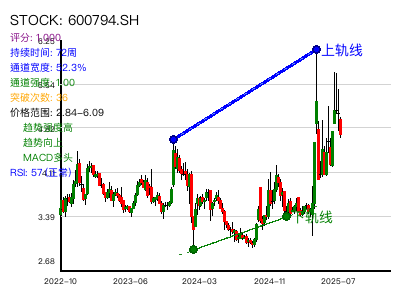 STOCK: 600794.SH
评分: 1.000
持续时间: 72周
通道宽度: 52.3%
通道强度: 1.00
突破次数: 36
价格范围: 2.84~6.09
趋势强度高
趋势向上
MACD多头
RSI: 57.4(正常)
上轨线
轨线
3.39
2.68
2022-10
2023-06
2024-03
2024-11
2025-07